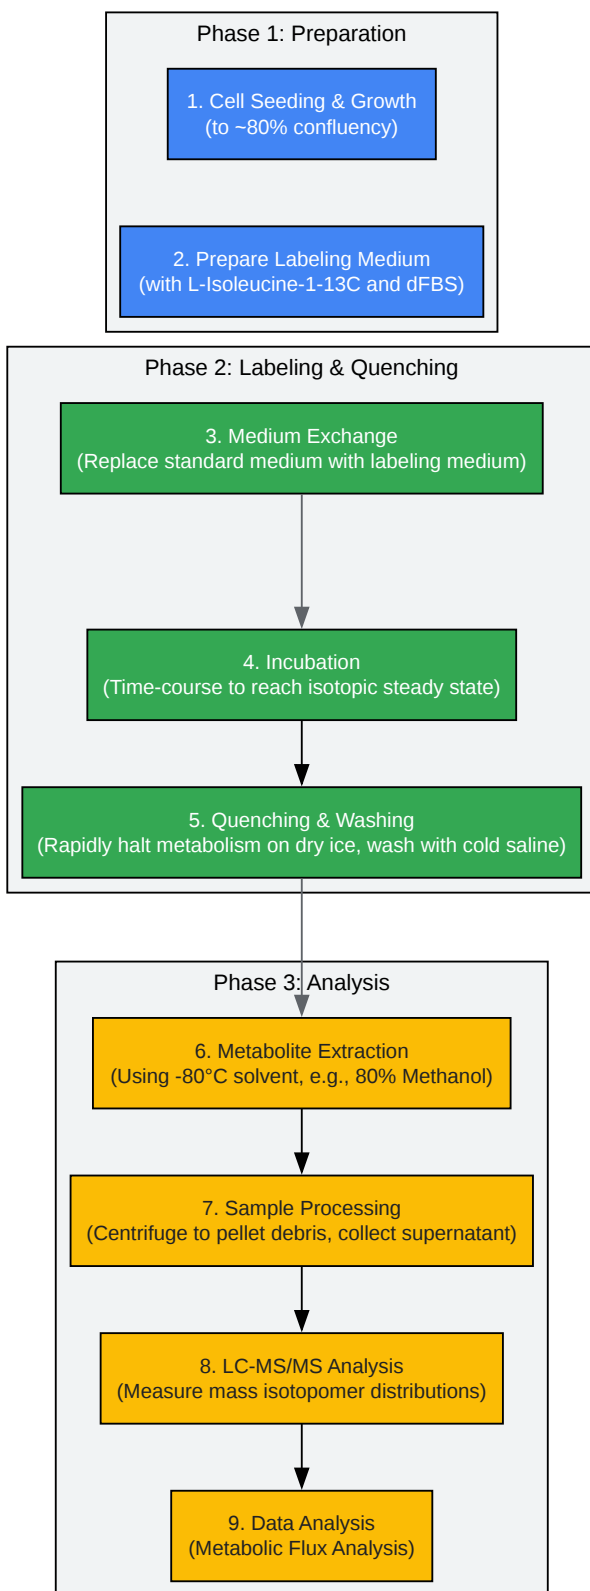 Phase 1: Preparation
1. Cell Seeding & Growth
(to ~80% confluency)
2. Prepare Labeling Medium
(with L-Isoleucine-1-13C and dFBS)
Phase 2: Labeling & Quenching
3. Medium Exchange
(Replace standard medium with labeling medium)
4. Incubation
(Time-course to reach isotopic steady state)
5. Quenching & Washing
(Rapidly halt metabolism on dry ice, wash with cold saline)
Phase 3: Analysis
6. Metabolite Extraction
(Using -80°C solvent, e.g., 80% Methanol)
7. Sample Processing
(Centrifuge to pellet debris, collect supernatant)
8. LC-MS/MS Analysis
(Measure mass isotopomer distributions)
9. Data Analysis
(Metabolic Flux Analysis)